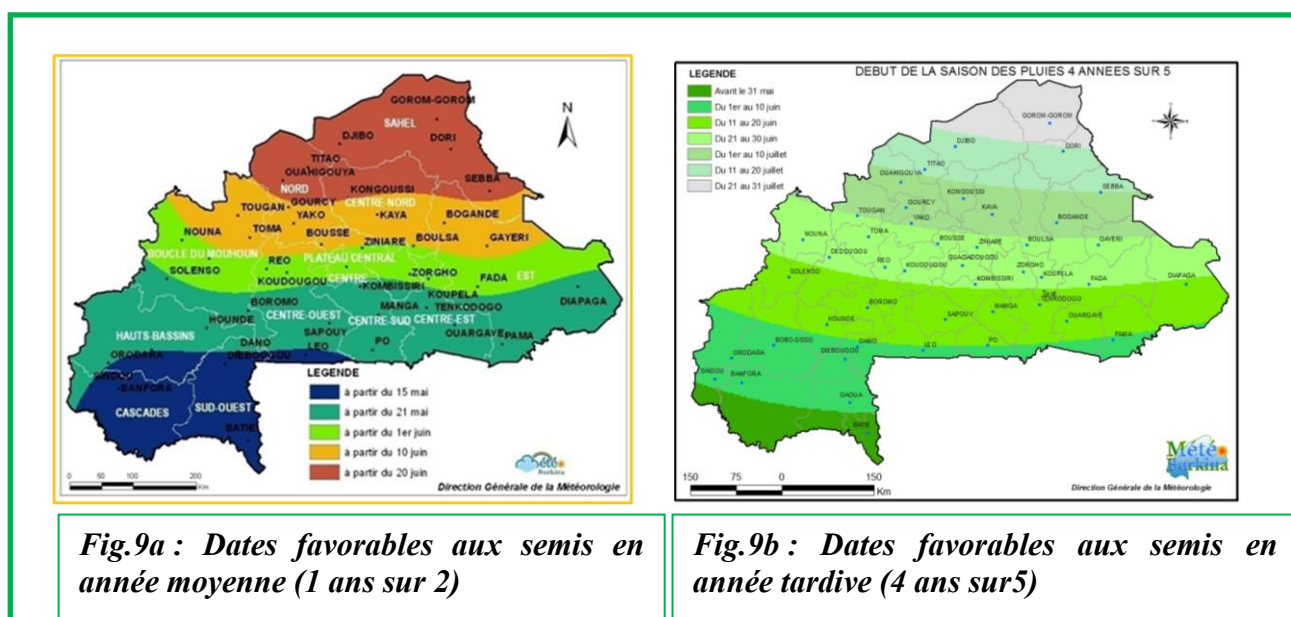 GOROM-GOROM
SAHEL
DJIBO
DORI
TITAO
OUAHIGOUYA
SEBBA
NORD
KONGOUSSI
CENTRE-NORD
GOURCY
TOUGAN
KAYA
BOGANDE
YAKO
NOUNA
TOMA
BOUSSE
ZINIARE
BOULSA
GAYERI
BOUCLE DU MOUHOUN
REO
PLATEAU CENTRAL
SOLENSO
KOUDOUGOU
CENTRE
ZORGHO
FADA
EST
KOMBISSIRI
KOUPELA
DIAPAGA
BOROMO
MANGA
TENKODOGO
HOUNDE
CENTRE-OUEST
CENTRE-SUD
CENTRE-EST
HAUTS-BASSINS
SAPOUY
OUARGAYE
PAMA
DANO
LEO
PO
ORODARA
DIEBOUGOU
SINDOU
BANFORA
CASCADES
SUD-OUEST
BATIE
N
LEGENDE
à partir du 15 mai
à partir du 21 mai
à partir du 1er juin
à partir du 10 juin
à partir du 20 juin
0 50 100 200
Km
Météo
Burkina
Direction Générale de la Météorologie
LEGENDE
Avant le 31 mai
Du 1er au 10 juin
Du 11 au 20 juin
Du 21 au 30 juin
Du 1er au 10 juillet
Du 11 au 20 juillet
Du 21 au 31 juillet
DEBUT DE LA SAISON DES PLUIES 4 ANNEES SUR 5
GOROM-GOROM
DJIBO
DORI
TITAO
OUAHIGOUYA
SEBBA
KONGOUSSI
GOURCY
TOUGAN
KAYA
YAKO
BOGANDE
NOUNA
TOMA
BOUSSE
ZINIARE
BOULSA
GAYERI
DEDOUGOU
REO
KOUDOUGOU
OUAGADOUGOU
SOLENSO
KOMBISSIRI
ZORGHO
KOUPELA
FADA
DIAPAGA
BOROMO
MANGA
TENKODOGO
HOUNDE
SAPOUY
OUARGAYE
PAMA
BOBO-DSSO
DANO
LEO
PO
ORODARA
DIEBOUGOU
SINDOU
BANFORA
GAOUA
BATIE
150 75 0 150
Km
Météo
Burkina
Direction Générale de la Météorologie
Fig.9a : Dates favorables aux semis en
année moyenne (1 ans sur 2)
Fig.9b : Dates favorables aux semis en
année tardive (4 ans sur5)